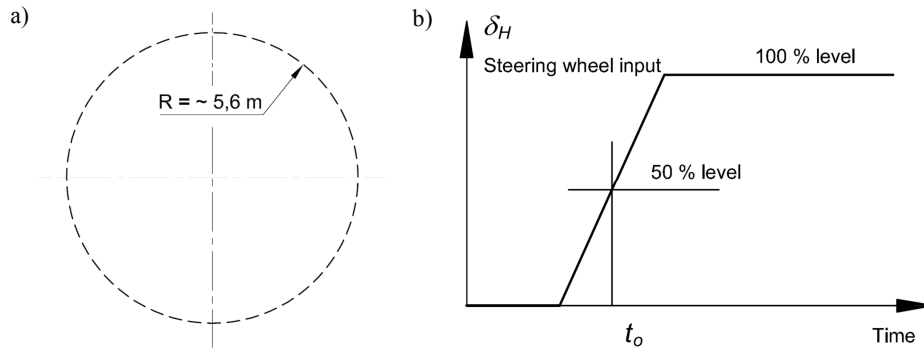 a)
R = ~ 5,6 m
b)
δH
Steering wheel input
100 % level
50 % level
to
Time